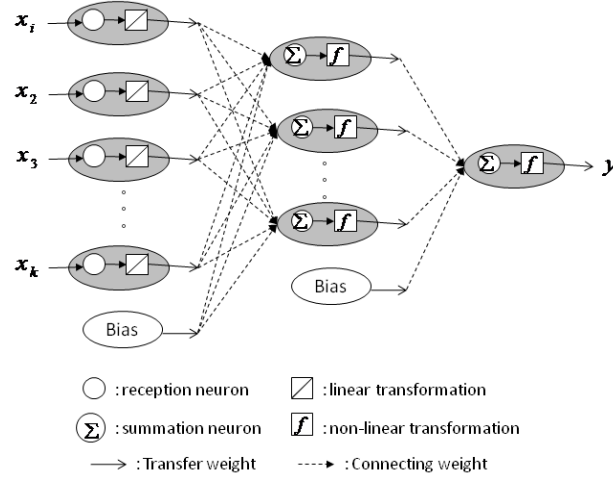 x_i
Σ f
x_2
Σ f
x_3
Σ f y
Σ f
x_k
Bias
Bias
: reception neuron
: linear transformation
Σ : summation neuron
f : non-linear transformation
: Transfer weight
: Connecting weight